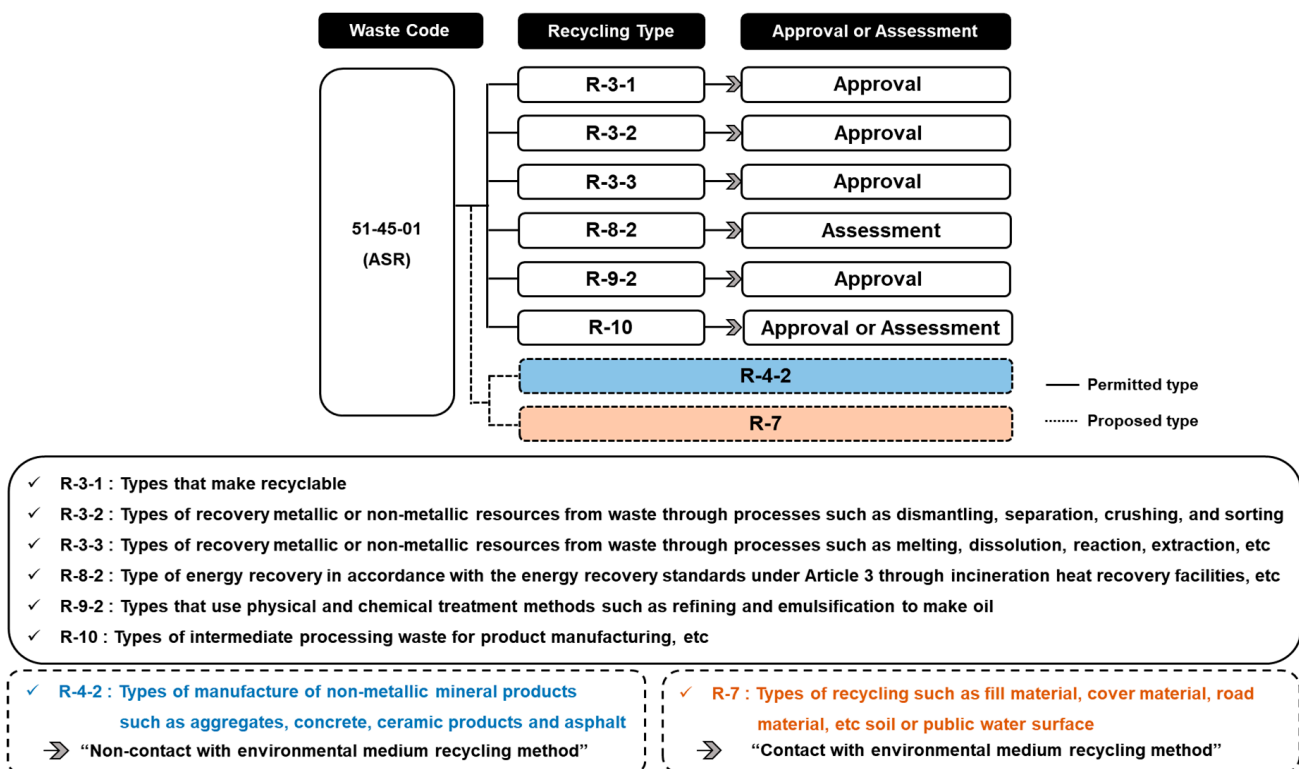 Waste Code
Recycling Type
Approval or Assessment
51-45-01
(ASR)
R-3-1
Approval
R-3-2
Approval
R-3-3
Approval
R-8-2
Assessment
R-9-2
Approval
R-10
Approval or Assessment
R-4-2
R-7
Permitted type
Proposed type
✓ R-3-1 : Types that make recyclable
✓ R-3-2 : Types of recovery metallic or non-metallic resources from waste through processes such as dismantling, separation, crushing, and sorting
✓ R-3-3 : Types of recovery metallic or non-metallic resources from waste through processes such as melting, dissolution, reaction, extraction, etc
✓ R-8-2 : Type of energy recovery in accordance with the energy recovery standards under Article 3 through incineration heat recovery facilities, etc
✓ R-9-2 : Types that use physical and chemical treatment methods such as refining and emulsification to make oil
✓ R-10 : Types of intermediate processing waste for product manufacturing, etc
✓ R-4-2 : Types of manufacture of non-metallic mineral products
such as aggregates, concrete, ceramic products and asphalt
“Non-contact with environmental medium recycling method”
✓ R-7 : Types of recycling such as fill material, cover material, road
material, etc soil or public water surface
“Contact with environmental medium recycling method”